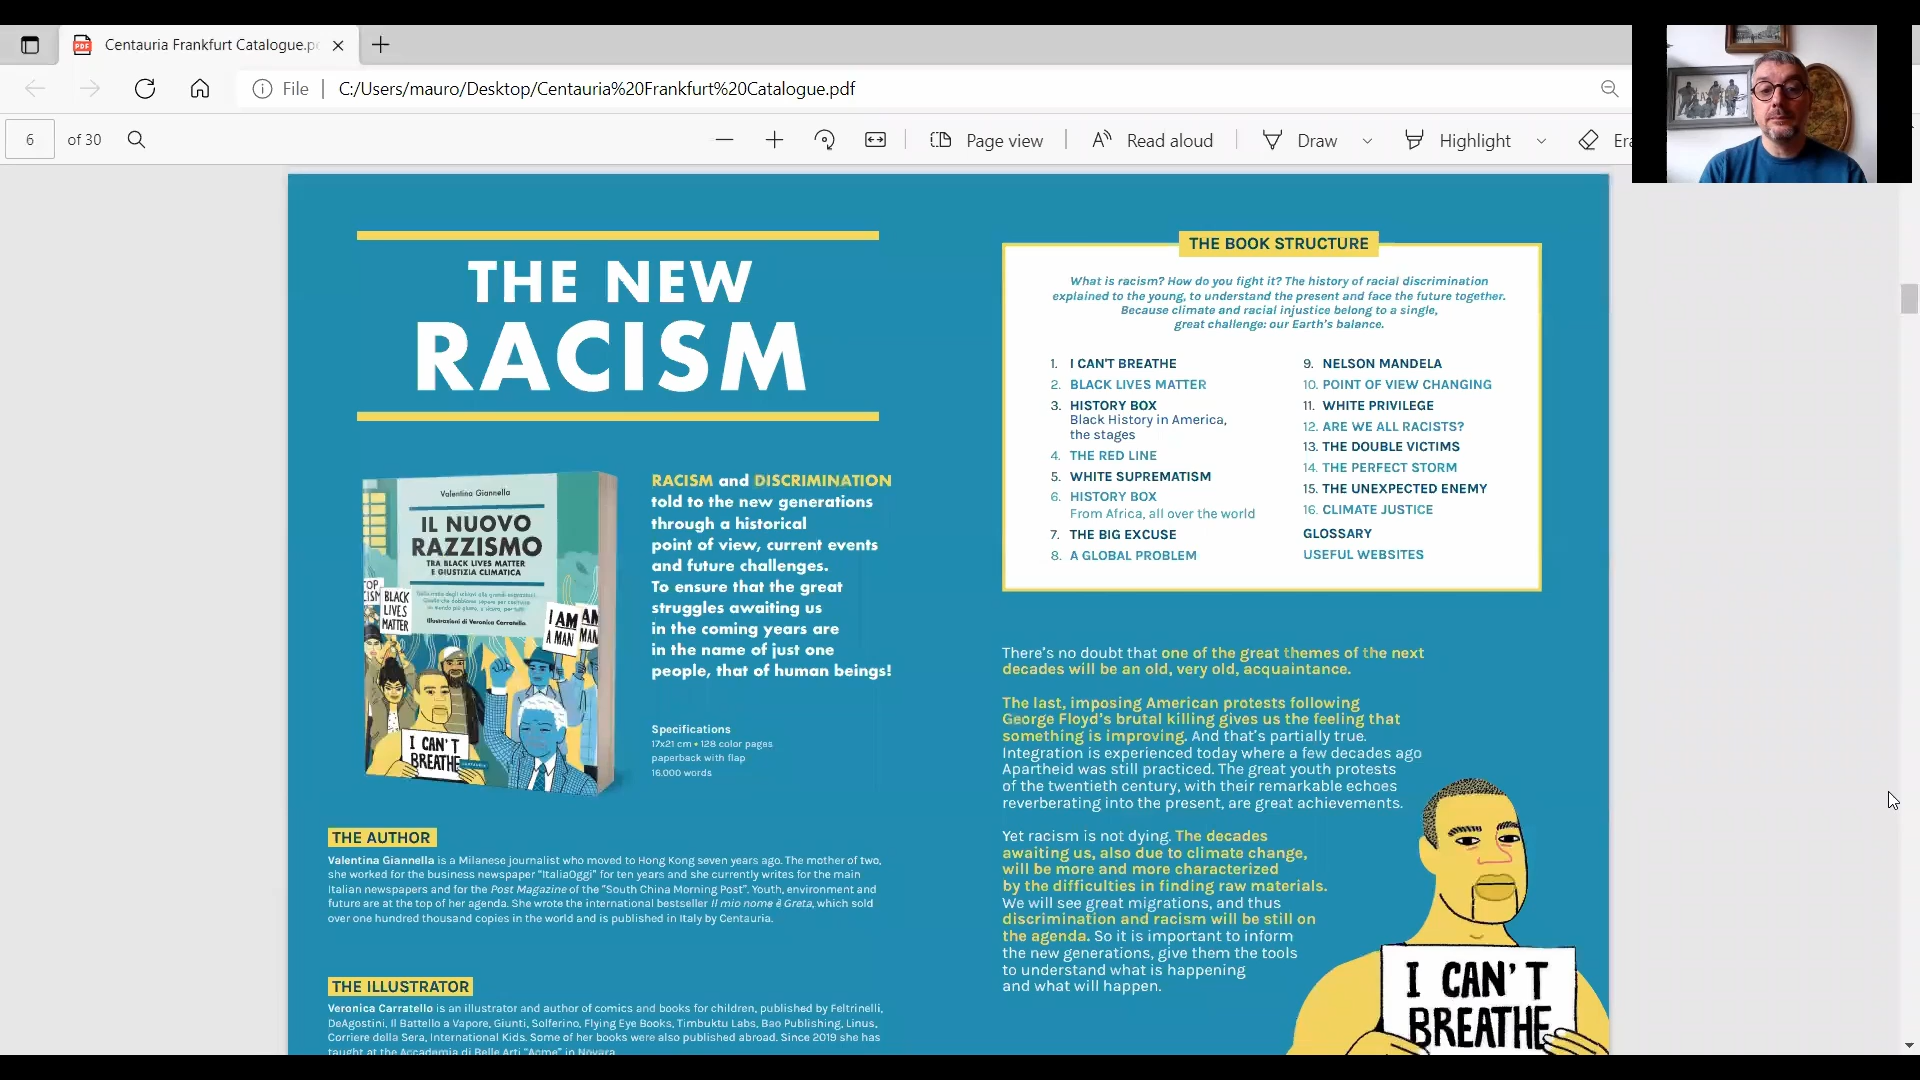 Centauria Frankfurt Catalogue.p
File
C:/Users/mauro/Desktop/Centauria%20Frankfurt%20Catalogue.pdf
6 of 30
Page view
Read aloud
Draw
Highlight
Era
THE NEW
RACISM
Valentina Giannella
IL NUOVO
RAZZISMO
TRA BLACK LIVES MATTER
E GIUSTIZIA CLIMATICA
Illustrazioni di Veronica Carratello
BLACK
LIVES
MATTER
I AM
A MAN
AN
MAN
I CAN'T
BREATHE
CENTAURIA
RACISM and DISCRIMINATION
told to the new generations
through a historical
point of view, current events
and future challenges.
To ensure that the great
struggles awaiting us
in the coming years are
in the name of just one
people, that of human beings!
Specifications
17x21 cm • 128 color pages
paperback with flap
16.000 words
THE AUTHOR
Valentina Giannella is a Milanese journalist who moved to Hong Kong seven years ago. The mother of two,
she worked for the business newspaper "ItaliaOggi" for ten years and she currently writes for the main
Italian newspapers and for the Post Magazine of the "South China Morning Post". Youth, environment and
future are at the top of her agenda. She wrote the international bestseller Il mio nome è Greta, which sold
over one hundred thousand copies in the world and is published in Italy by Centauria.
THE ILLUSTRATOR
Veronica Carratello is an illustrator and author of comics and books for children, published by Feltrinelli,
DeAgostini, Il Battello a Vapore, Giunti, Solferino, Flying Eye Books, Timbuktu Labs, Bao Publishing, Linus,
Corriere della Sera, International Kids. Some of her books were also published abroad. Since 2019 she has
taught at the Accademia di Belle Arti "Acme" in Novara.
THE BOOK STRUCTURE
What is racism? How do you fight it? The history of racial discrimination
explained to the young, to understand the present and face the future together.
Because climate and racial injustice belong to a single,
great challenge: our Earth's balance.
1. I CAN'T BREATHE
2. BLACK LIVES MATTER
3. HISTORY BOX
Black History in America,
the stages
4. THE RED LINE
5. WHITE SUPREMATISM
6. HISTORY BOX
From Africa, all over the world
7. THE BIG EXCUSE
8. A GLOBAL PROBLEM
9. NELSON MANDELA
10. POINT OF VIEW CHANGING
11. WHITE PRIVILEGE
12. ARE WE ALL RACISTS?
13. THE DOUBLE VICTIMS
14. THE PERFECT STORM
15. THE UNEXPECTED ENEMY
16. CLIMATE JUSTICE
GLOSSARY
USEFUL WEBSITES
There's no doubt that one of the great themes of the next
decades will be an old, very old, acquaintance.
The last, imposing American protests following
George Floyd's brutal killing gives us the feeling that
something is improving. And that's partially true.
Integration is experienced today where a few decades ago
Apartheid was still practiced. The great youth protests
of the twentieth century, with their remarkable echoes
reverberating into the present, are great achievements.
Yet racism is not dying. The decades
awaiting us, also due to climate change,
will be more and more characterized
by the difficulties in finding raw materials.
We will see great migrations, and thus
discrimination and racism will be still on
the agenda. So it is important to inform
the new generations, give them the tools
to understand what is happening
and what will happen.
I CAN'T
BREATHE